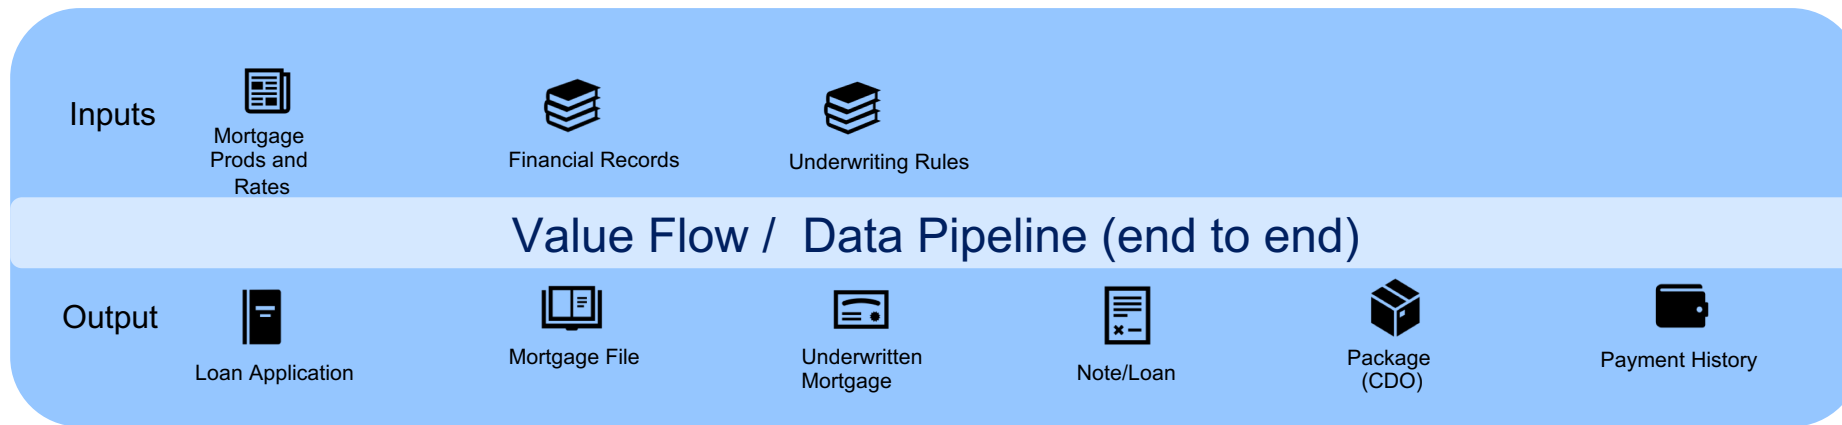 Inputs
Mortgage
Prods and
Rates
Financial Records
Underwriting Rules
Value Flow / Data Pipeline (end to end)
Output
Loan Application
Mortgage File
Underwritten
Mortgage
Note/Loan
Package
(CDO)
Payment History